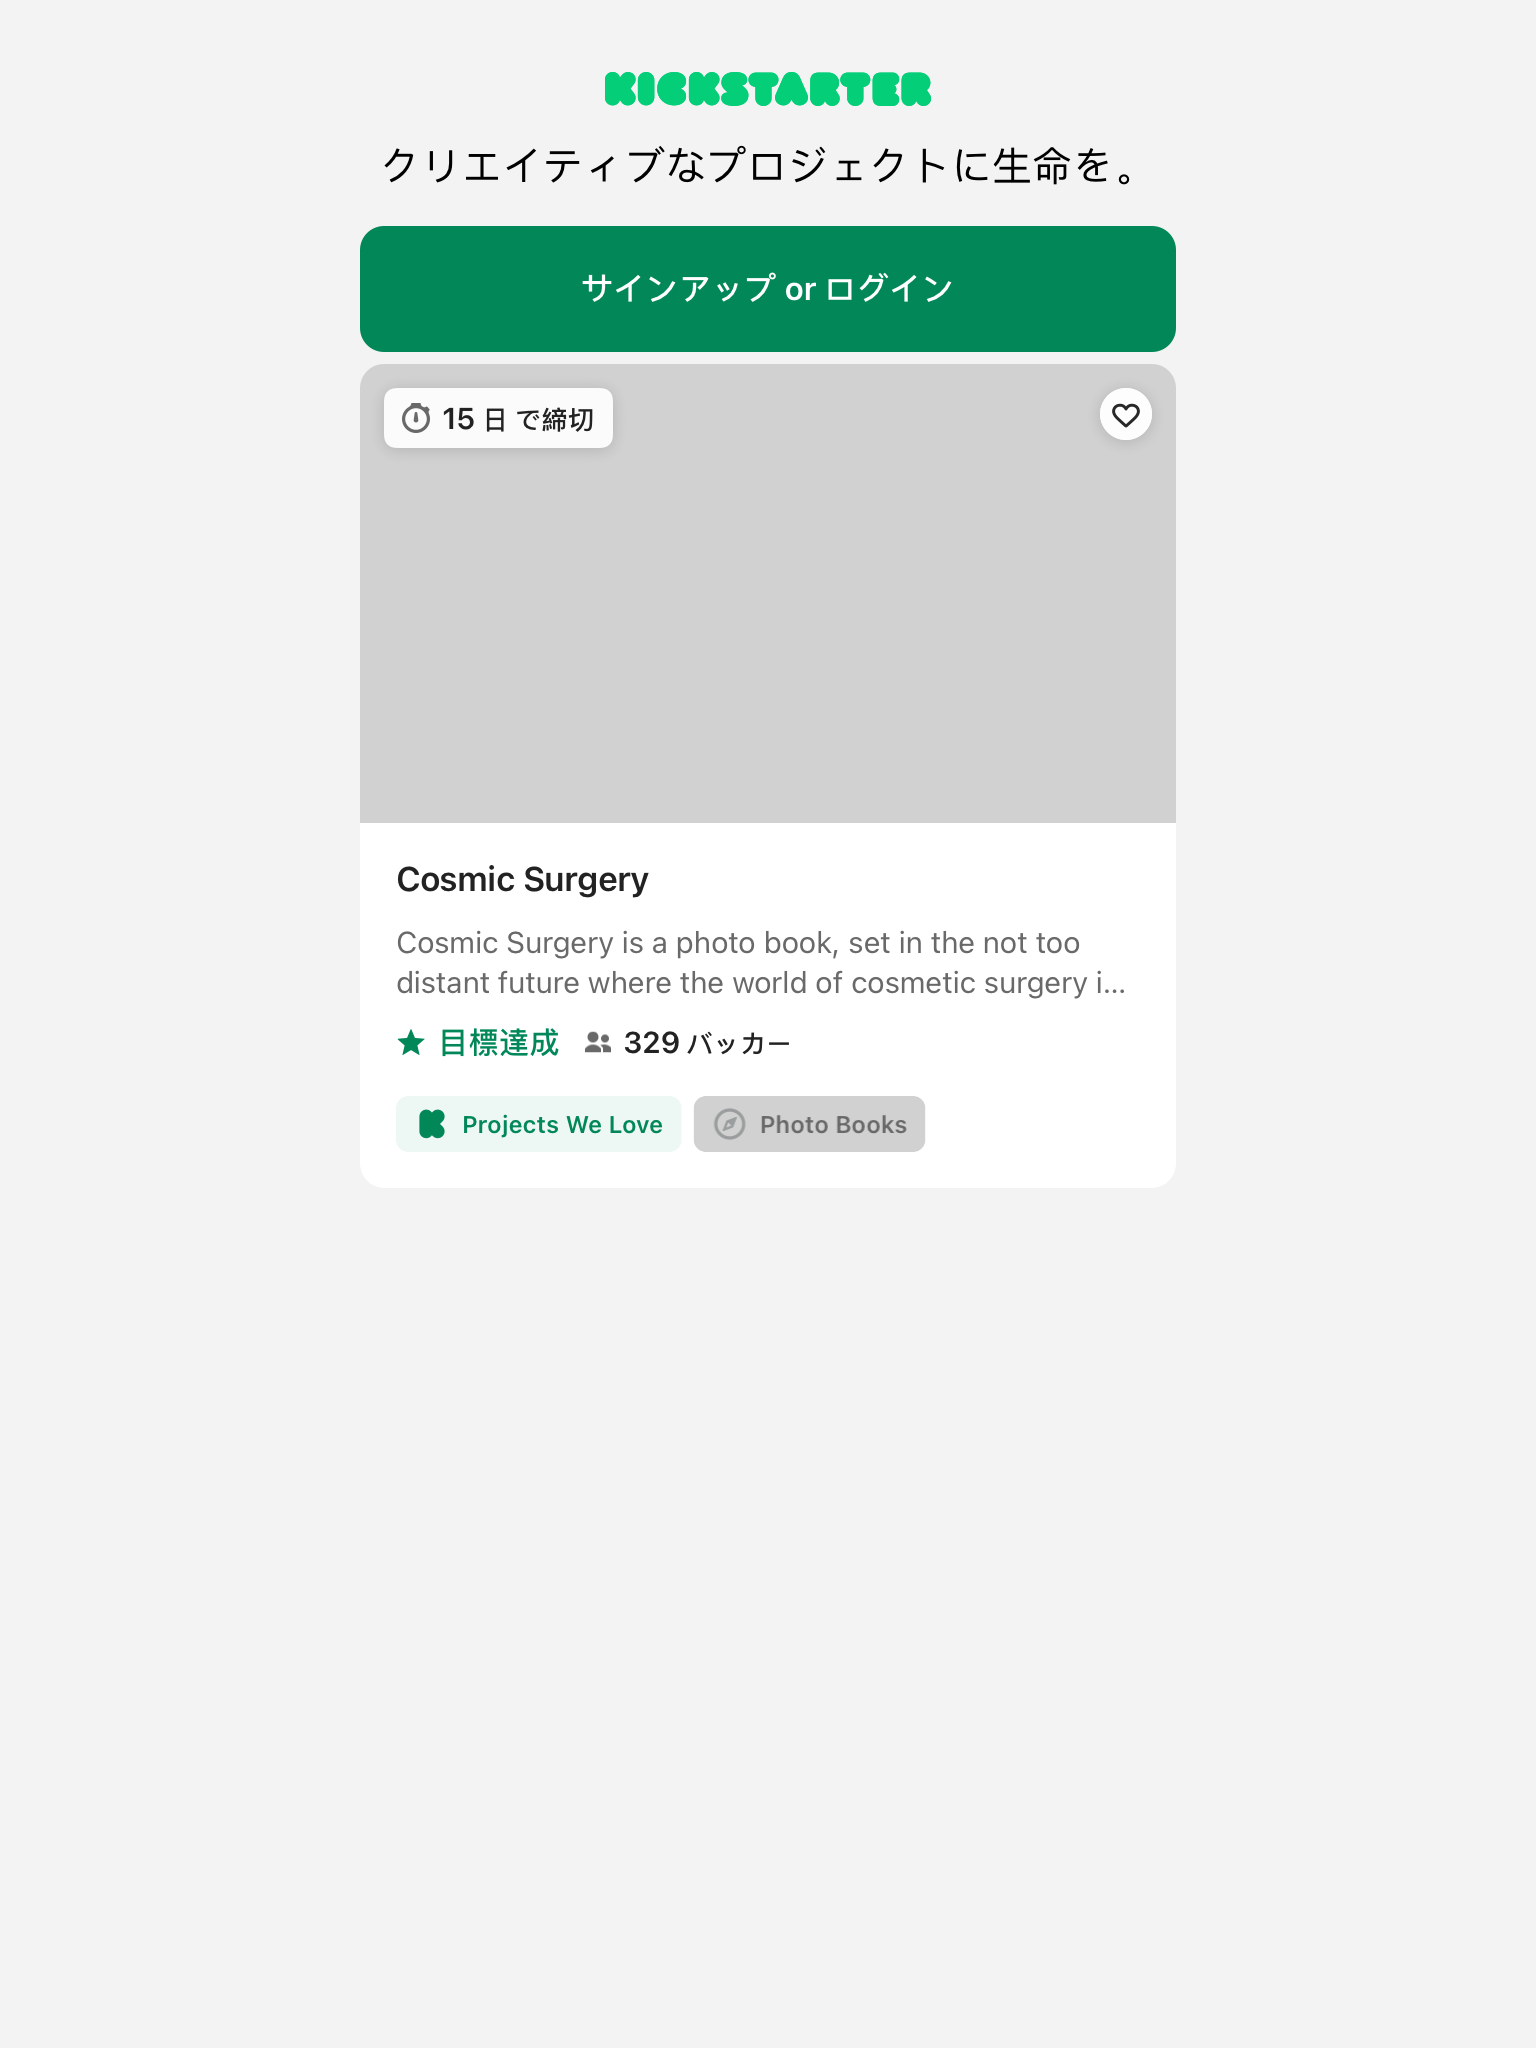 KICKSTARTER
クリエイティブなプロジェクトに生命を。
サインアップ or ログイン
15 日 で締切
Cosmic Surgery
Cosmic Surgery is a photo book, set in the not too
distant future where the world of cosmetic surgery i...
目標達成 329 バッカー
Projects We Love Photo Books